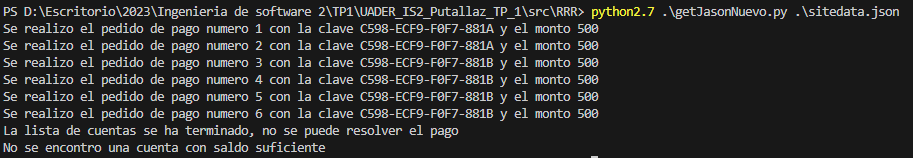 PS D:\Escritorio\2023\Ingenieria de software 2\TP1\UADER_IS2_Putallaz_TP_1\src\RRR> python2.7 .\getJasonNuevo.py .\sitedata.json
Se realizo el pedido de pago numero 1 con la clave C598-ECF9-F0F7-881A y el monto 500
Se realizo el pedido de pago numero 2 con la clave C598-ECF9-F0F7-881A y el monto 500
Se realizo el pedido de pago numero 3 con la clave C598-ECF9-F0F7-881B y el monto 500
Se realizo el pedido de pago numero 4 con la clave C598-ECF9-F0F7-881B y el monto 500
Se realizo el pedido de pago numero 5 con la clave C598-ECF9-F0F7-881B y el monto 500
Se realizo el pedido de pago numero 6 con la clave C598-ECF9-F0F7-881B y el monto 500
La lista de cuentas se ha terminado, no se puede resolver el pago
No se encontro una cuenta con saldo suficiente